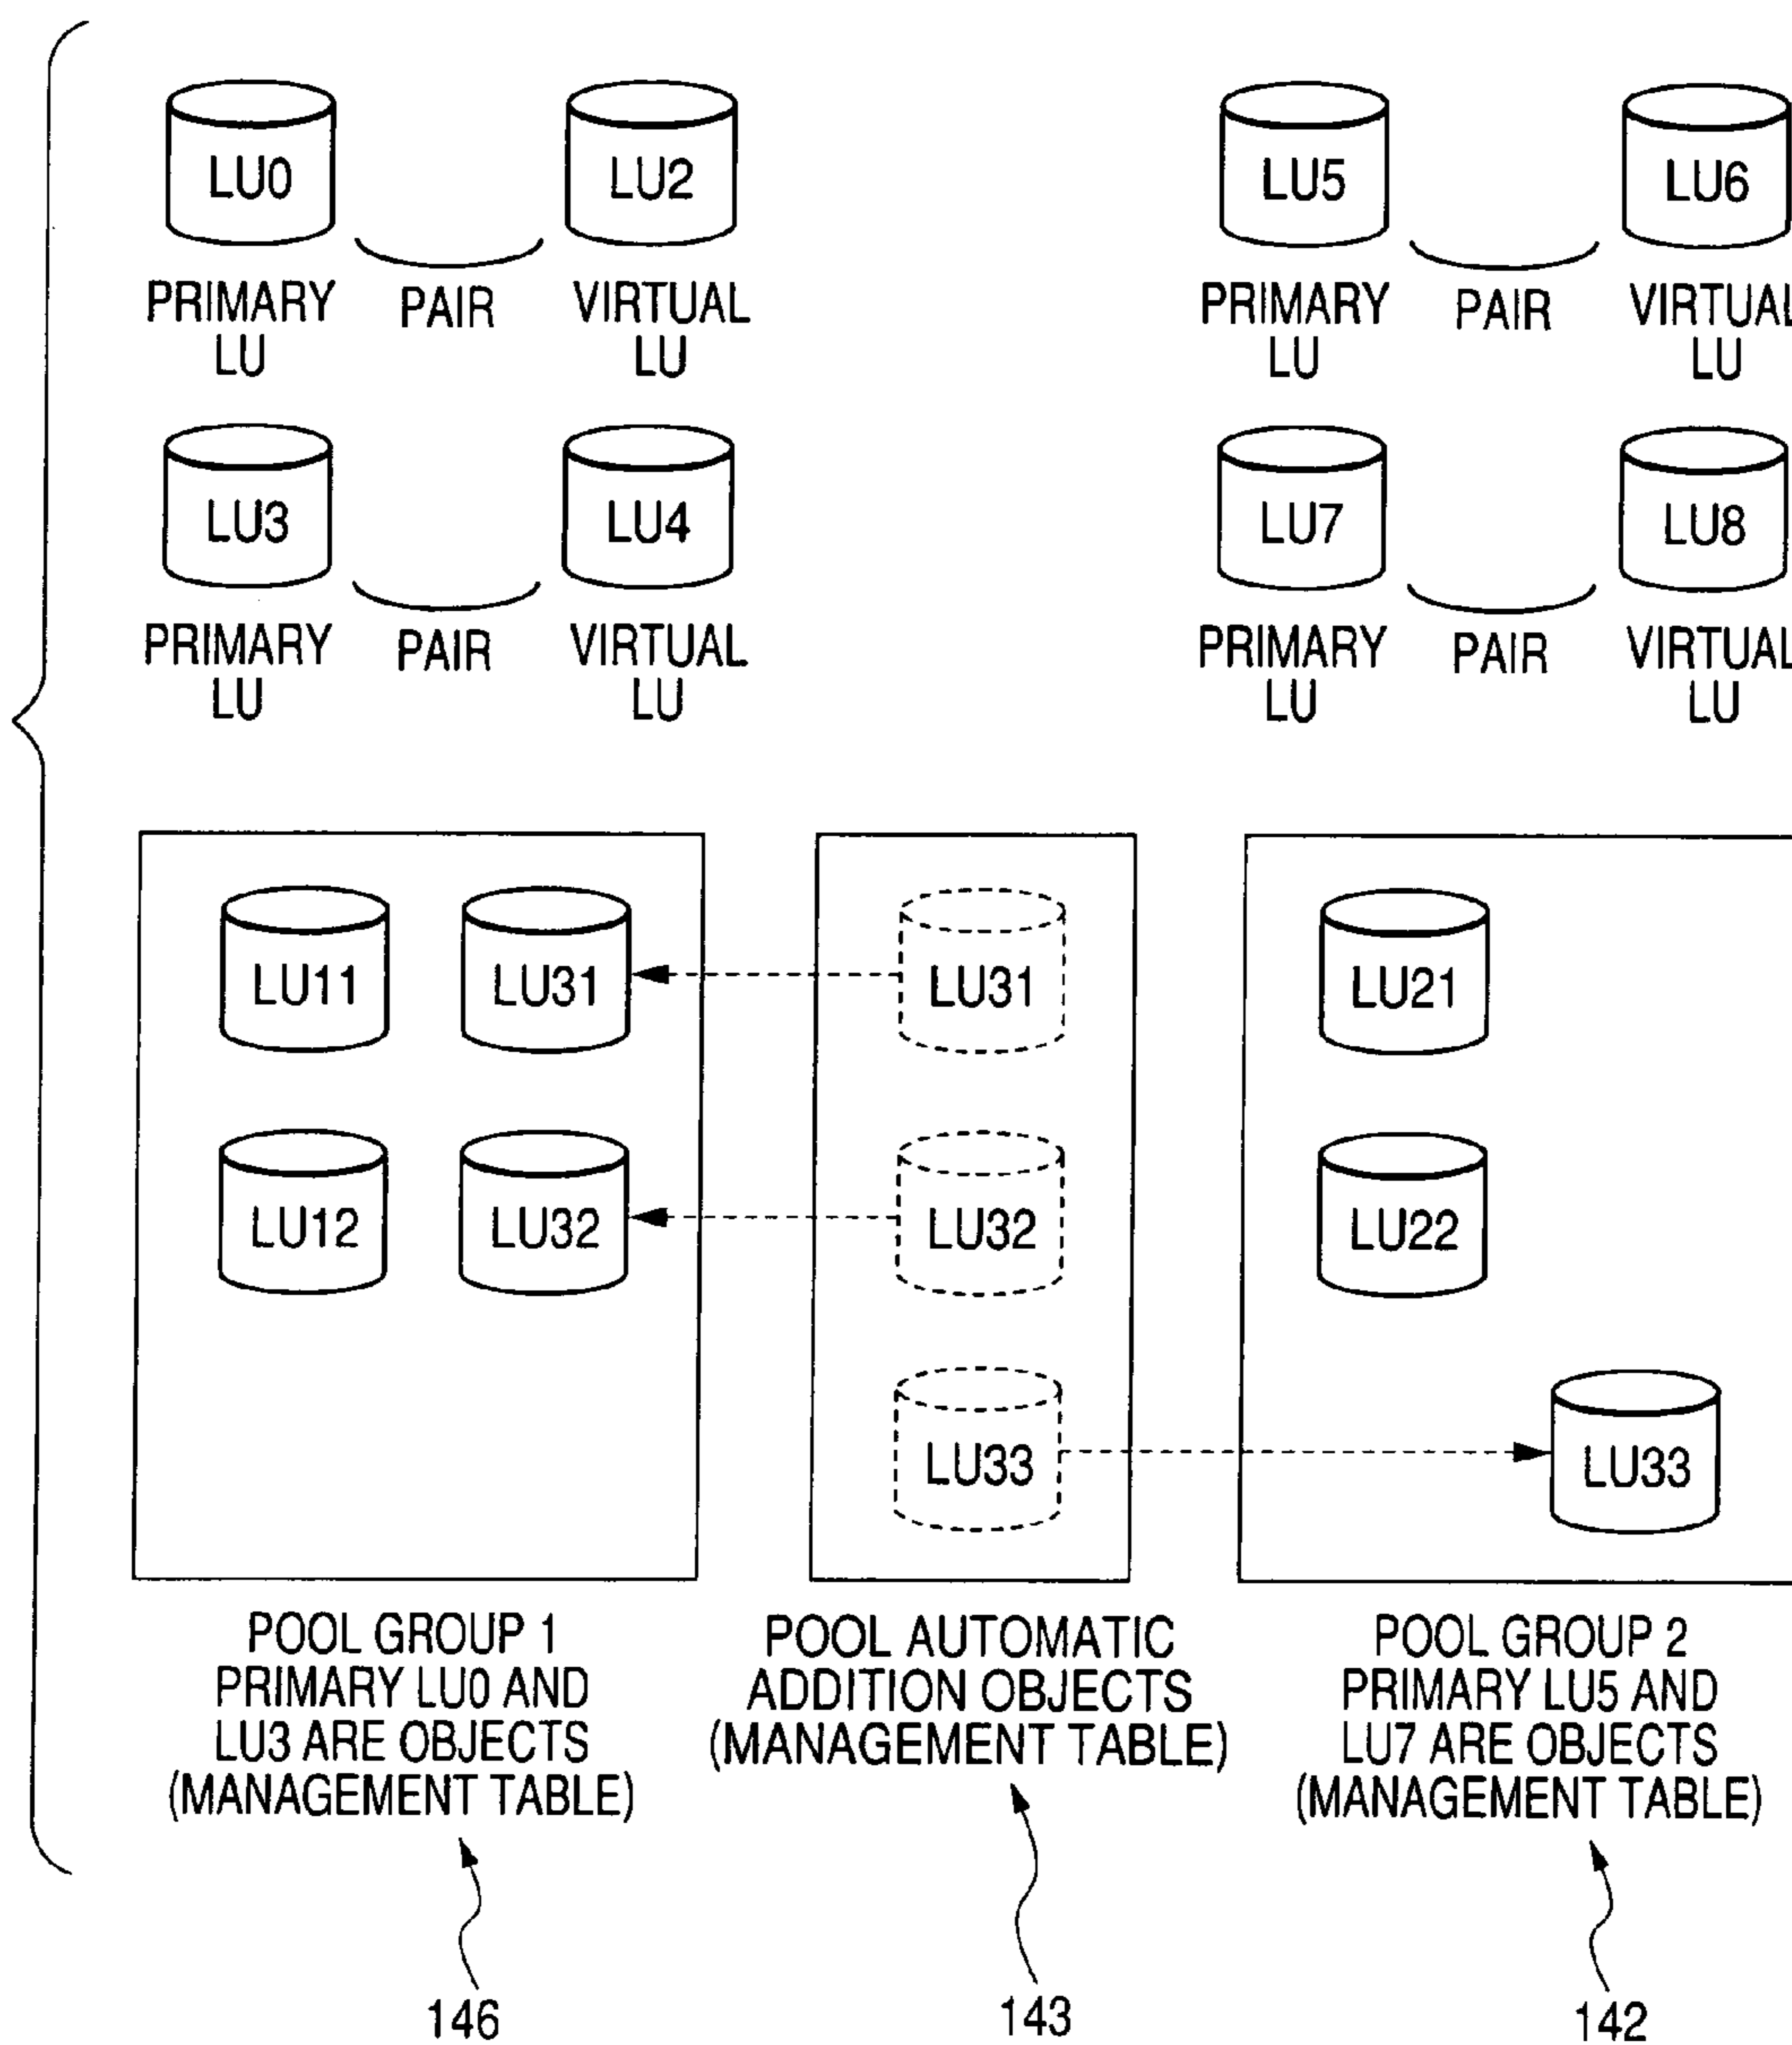 LU0
LU2
LU5
LU6
PRIMARY
LU
PAIR
VIRTUAL
LU
PRIMARY
LU
PAIR
VIRTUAL
LU
LU3
LU4
LU7
LU8
PRIMARY
LU
PAIR
VIRTUAL
LU
PRIMARY
LU
PAIR
VIRTUAL
LU
LU11
LU31
LU31
LU21
LU12
LU32
LU32
LU22
LU33
LU33
POOL GROUP 1
PRIMARY LU0 AND
LU3 ARE OBJECTS
(MANAGEMENT TABLE)
POOL AUTOMATIC
ADDITION OBJECTS
(MANAGEMENT TABLE)
POOL GROUP 2
PRIMARY LU5 AND
LU7 ARE OBJECTS
(MANAGEMENT TABLE)
146
143
142